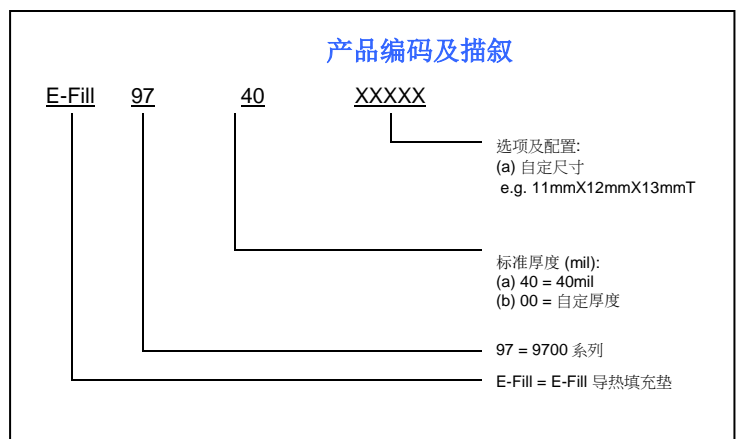 产品编码及描叙
E-Fill 97 40 XXXXX
选项及配置:
(a) 自定尺寸
e.g. 11mmX12mmX13mmT
标准厚度 (mil):
(a) 40 = 40mil
(b) 00 = 自定厚度
97 = 9700 系列
E-Fill = E-Fill 导热填充垫